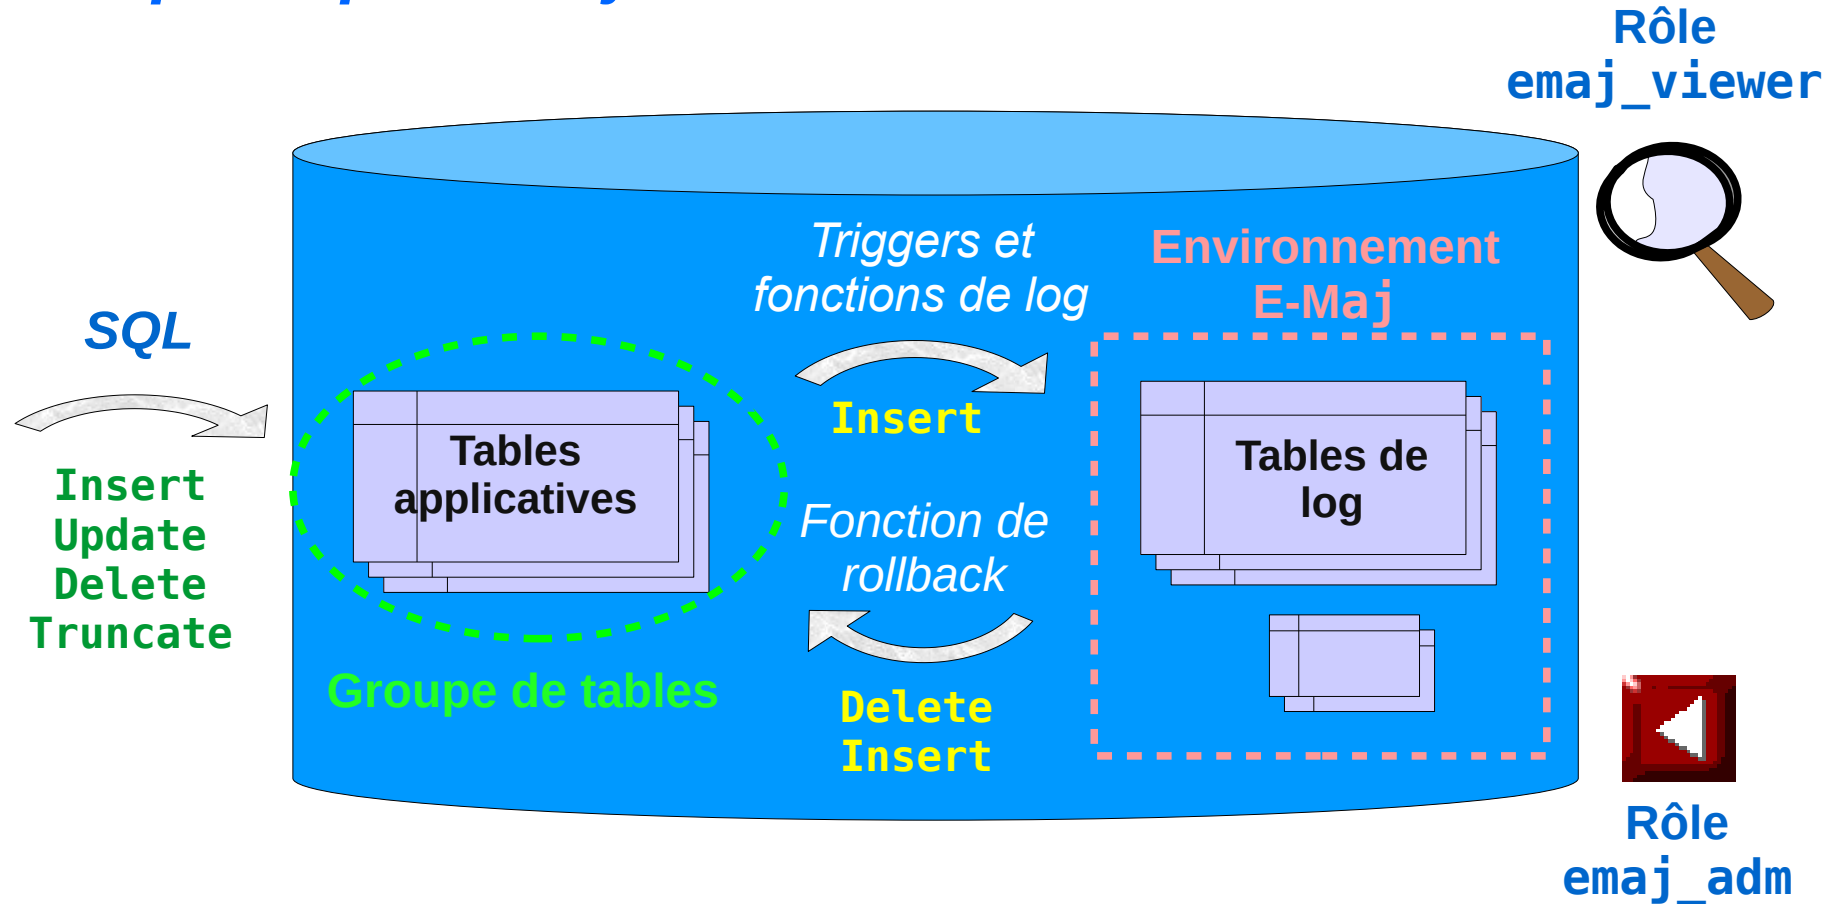 Rôle
emaj_viewer
Triggers et
fonctions de log
Environnement
E-Maj
SQL
Insert
Update
Delete
Truncate
Tables
applicatives
Insert
Tables de
log
Fonction de
rollback
Groupe de tables
Delete
Insert
Rôle
emaj_adm